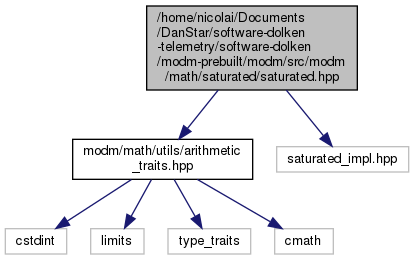 /home/nicolai/Documents
/DanStar/software-dolken
-telemetry/software-dolken
/modm-prebuilt/modm/src/modm
/math/saturated/saturated.hpp
modm/math/utils/arithmetic
_traits.hpp
saturated_impl.hpp
cstdint
limits
type_traits
cmath